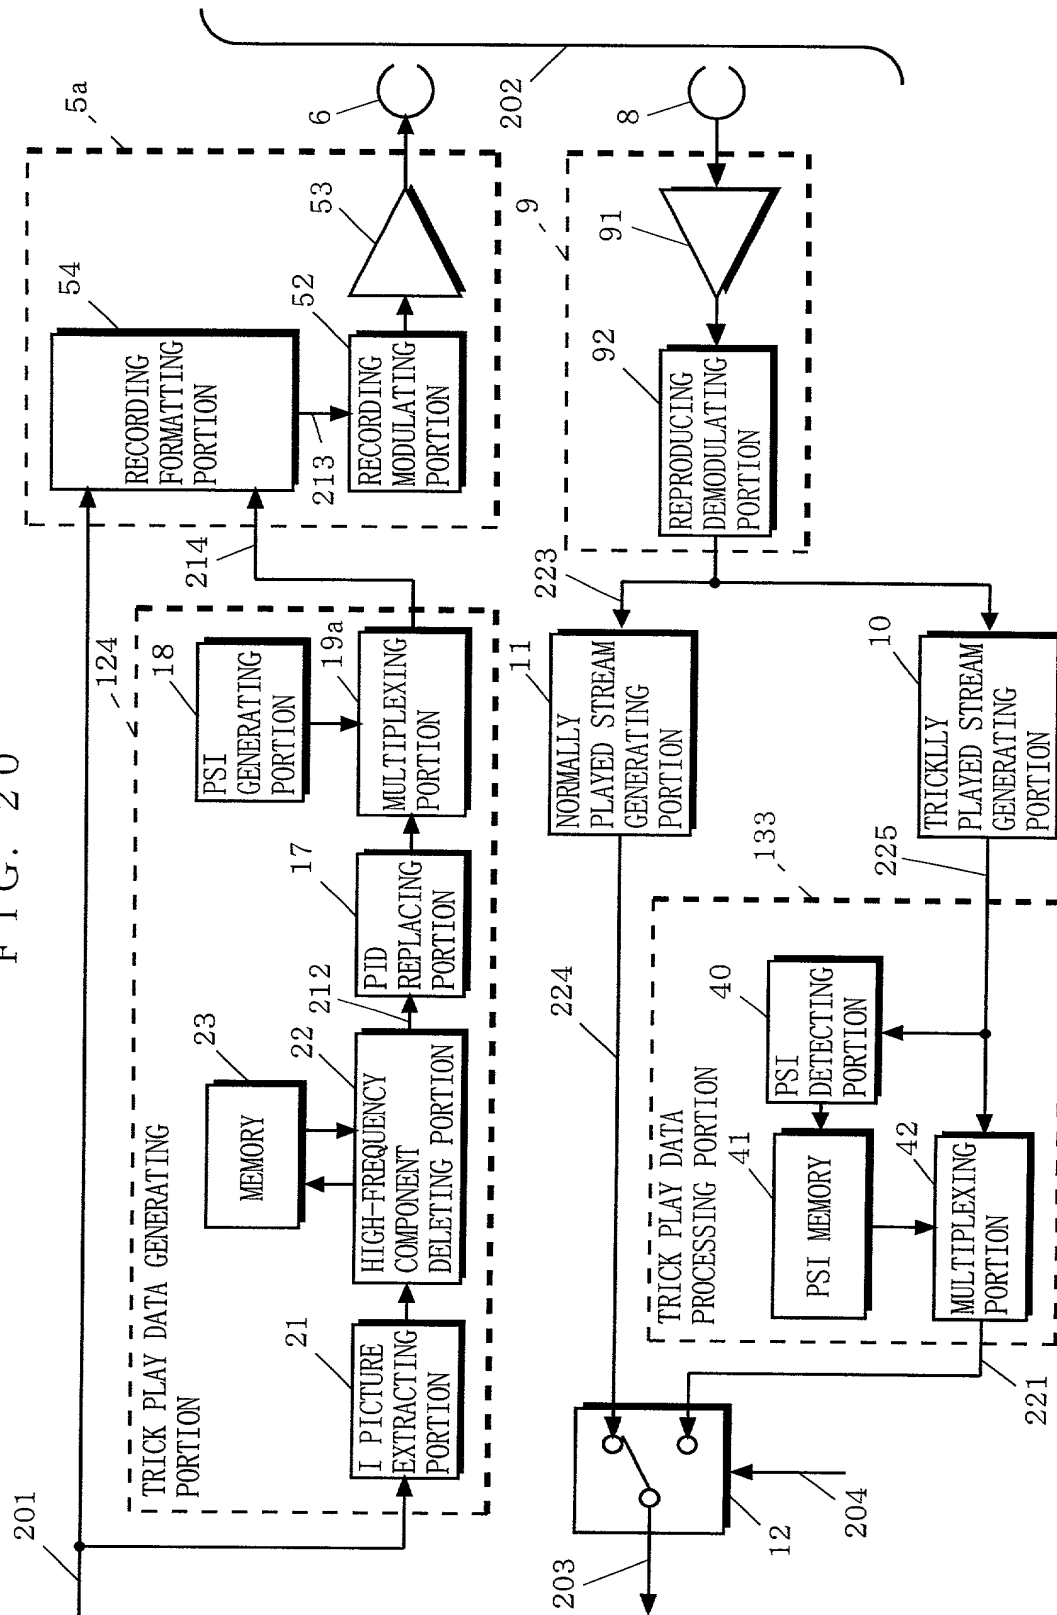 FIG. 20
201
TRICK PLAY DATA GENERATING
PORTION
124
21
I PICTURE
EXTRACTING
PORTION
23
MEMORY
22
HIGH-FREQUENCY
COMPONENT
DELETING PORTION
212
17
PID
REPLACING
PORTION
18
PSI
GENERATING
PORTION
19a
MULTIPLEXING
PORTION
214
5a
54
RECORDING
FORMATTING
PORTION
213
52
RECORDING
MODULATING
PORTION
53
6
202
8
9
91
92
REPRODUCING
DEMODULATING
PORTION
223
11
NORMALLY
PLAYED STREAM
GENERATING
PORTION
10
TRICKLLY
PLAYED STREAM
GENERATING
PORTION
224
225
133
TRICK PLAY DATA
PROCESSING PORTION
40
PSI
DETECTING
PORTION
41
PSI MEMORY
42
MULTIPLEXING
PORTION
221
12
203
204